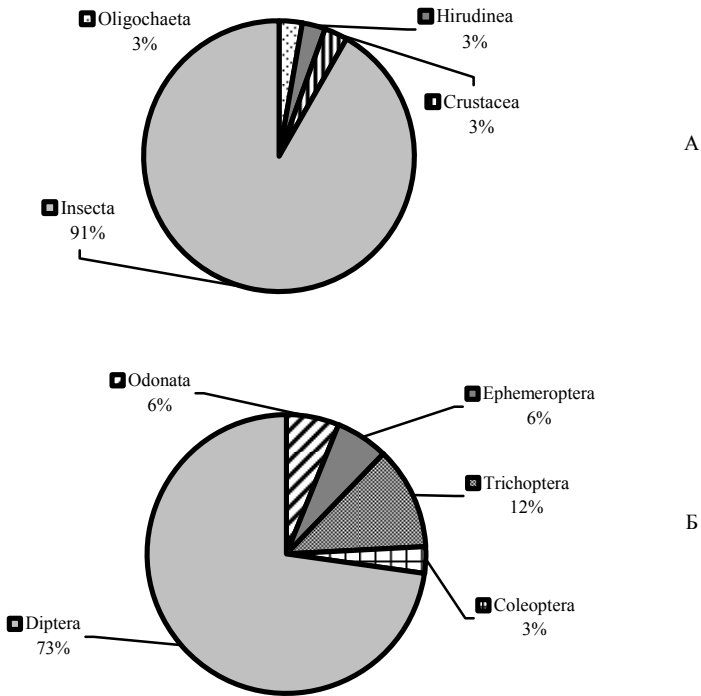 Oligochaeta
3%
Hirudinea
3%
Crustacea
3%
А
Insecta
91%
Odonata
6%
Ephemeroptera
6%
Trichoptera
12%
Б
Coleoptera
3%
Diptera
73%